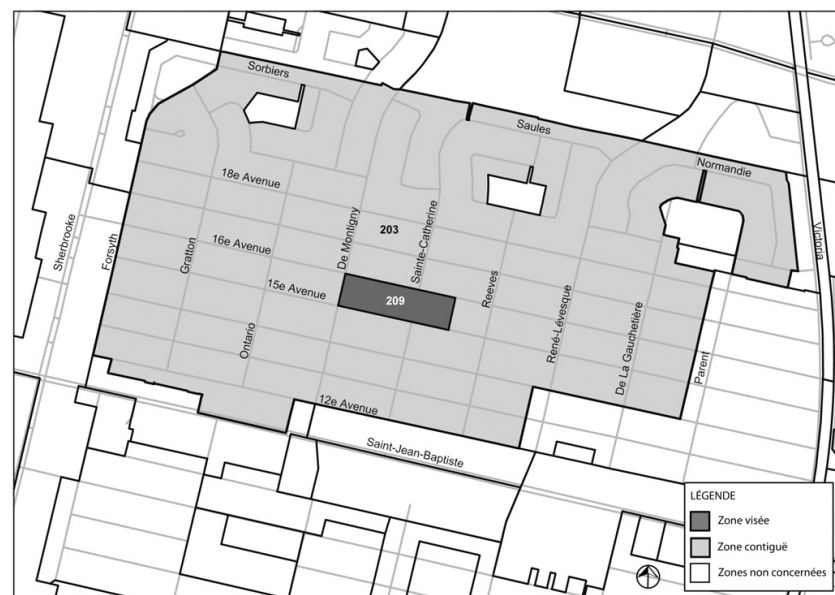 Sorbiers
Saules
Normandie
18e Avenue
203
16e Avenue
De Montigny
Sainte-Catherine
Sherbrooke
Forsyth
Gratton
15e Avenue
209
Reeves
Victoria
Ontario
René-Lévesque
De La Gauchetière
Parent
12e Avenue
Saint-Jean-Baptiste
LÉGENDE
Zone visée
Zone contiguë
Zones non concernées